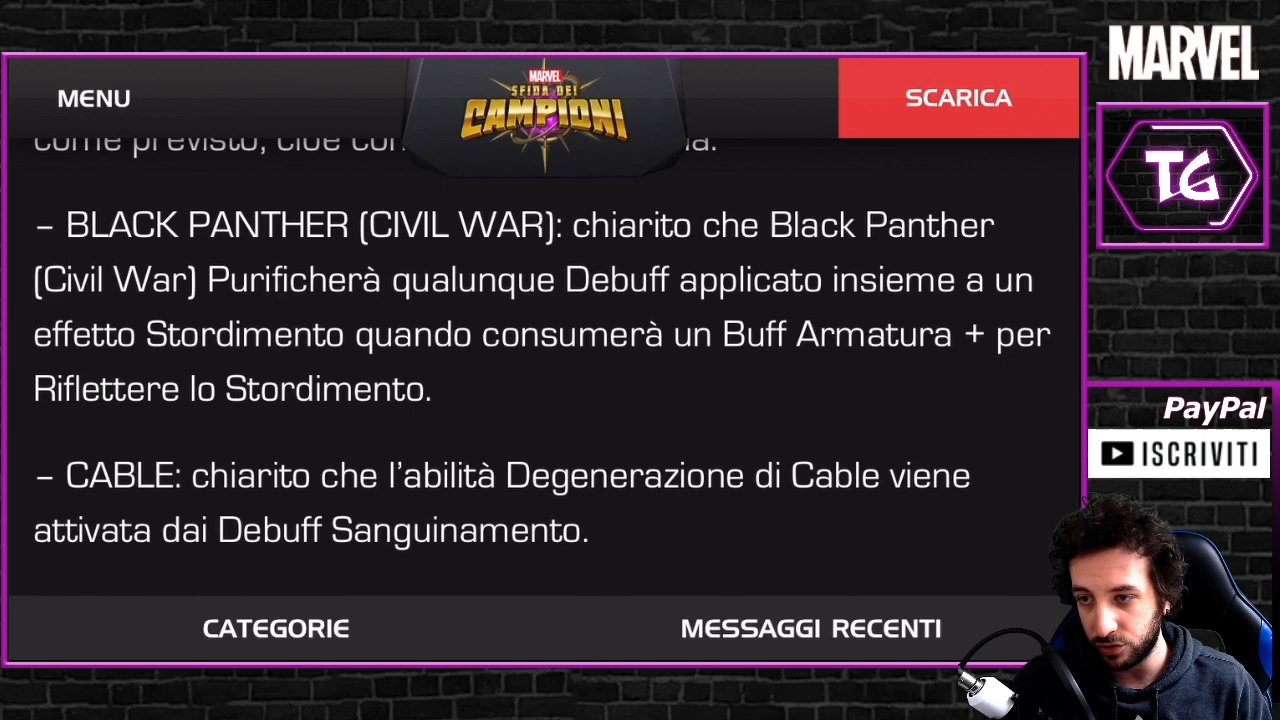 MARVEL
MENU
MARVEL
SFIDA DEI
CAMPIONI
SCARICA
TG
– BLACK PANTHER (CIVIL WAR): chiarito che Black Panther
(Civil War) Purificherà qualunque Debuff applicato insieme a un
effetto Stordimento quando consumerà un Buff Armatura + per
Riflettere lo Stordimento.
PayPal
ISCRIVITI
– CABLE: chiarito che l’abilità Degenerazione di Cable viene
attivata dai Debuff Sanguinamento.
CATEGORIE
MESSAGGI RECENTI